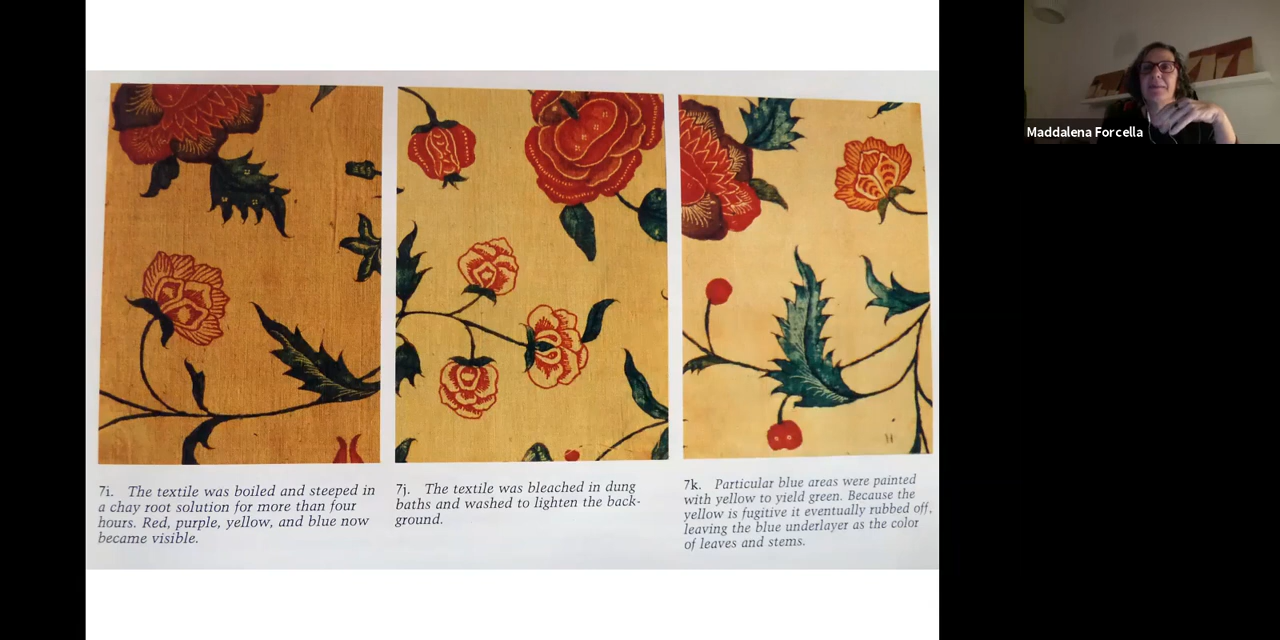 Maddalena Forcella
7i. The textile was boiled and steeped in
a chay root solution for more than four
hours. Red, purple, yellow, and blue now
became visible.
7j. The textile was bleached in dung
baths and washed to lighten the back-
ground.
7k. Particular blue areas were painted
with yellow to yield green. Because the
yellow is fugitive it eventually rubbed off,
leaving the blue underlayer as the color
of leaves and stems.